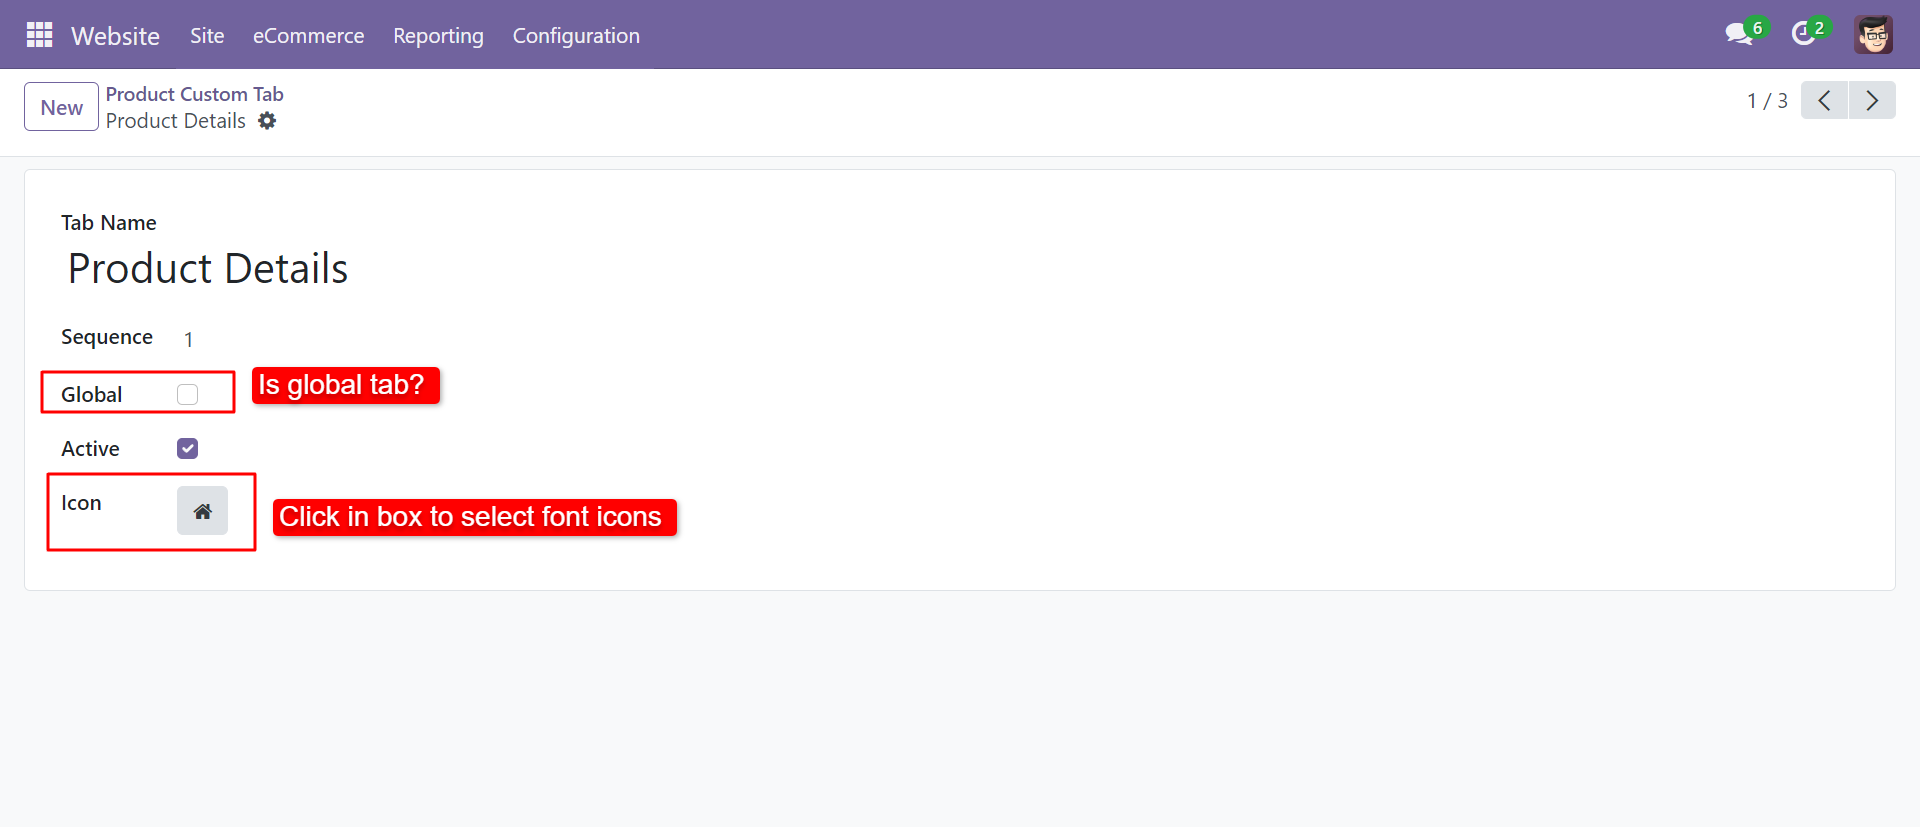 Website Site eCommerce Reporting Configuration 6 2
New Product Custom Tab
Product Details
1 / 3
Tab Name
Product Details
Sequence 1
Global Is global tab?
Active
Icon Click in box to select font icons